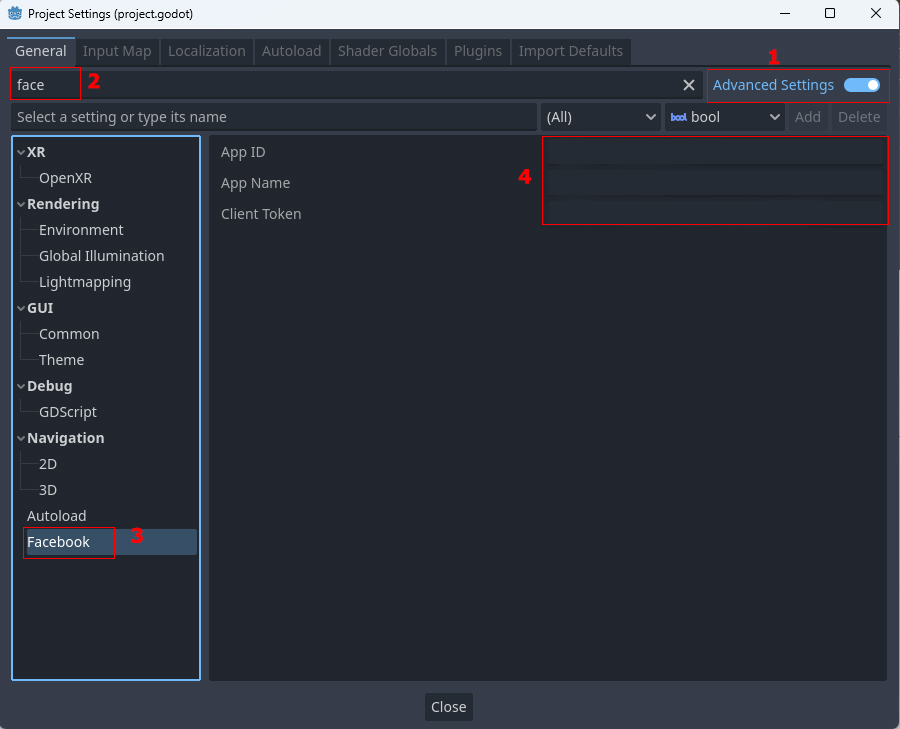 Project Settings (project.godot)
General Input Map Localization Autoload Shader Globals Plugins Import Defaults
1
face 2 Advanced Settings
Select a setting or type its name (All) bool bool Add Delete
XR
OpenXR
Rendering
Environment
Global Illumination
Lightmapping
GUI
Common
Theme
Debug
GDScript
Navigation
2D
3D
Autoload
Facebook 3
App ID
App Name 4
Client Token
Close